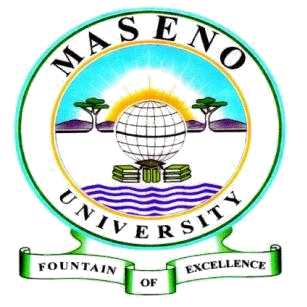 MASENO
UNIVERSITY
FOUNTAIN OF EXCELLENCE